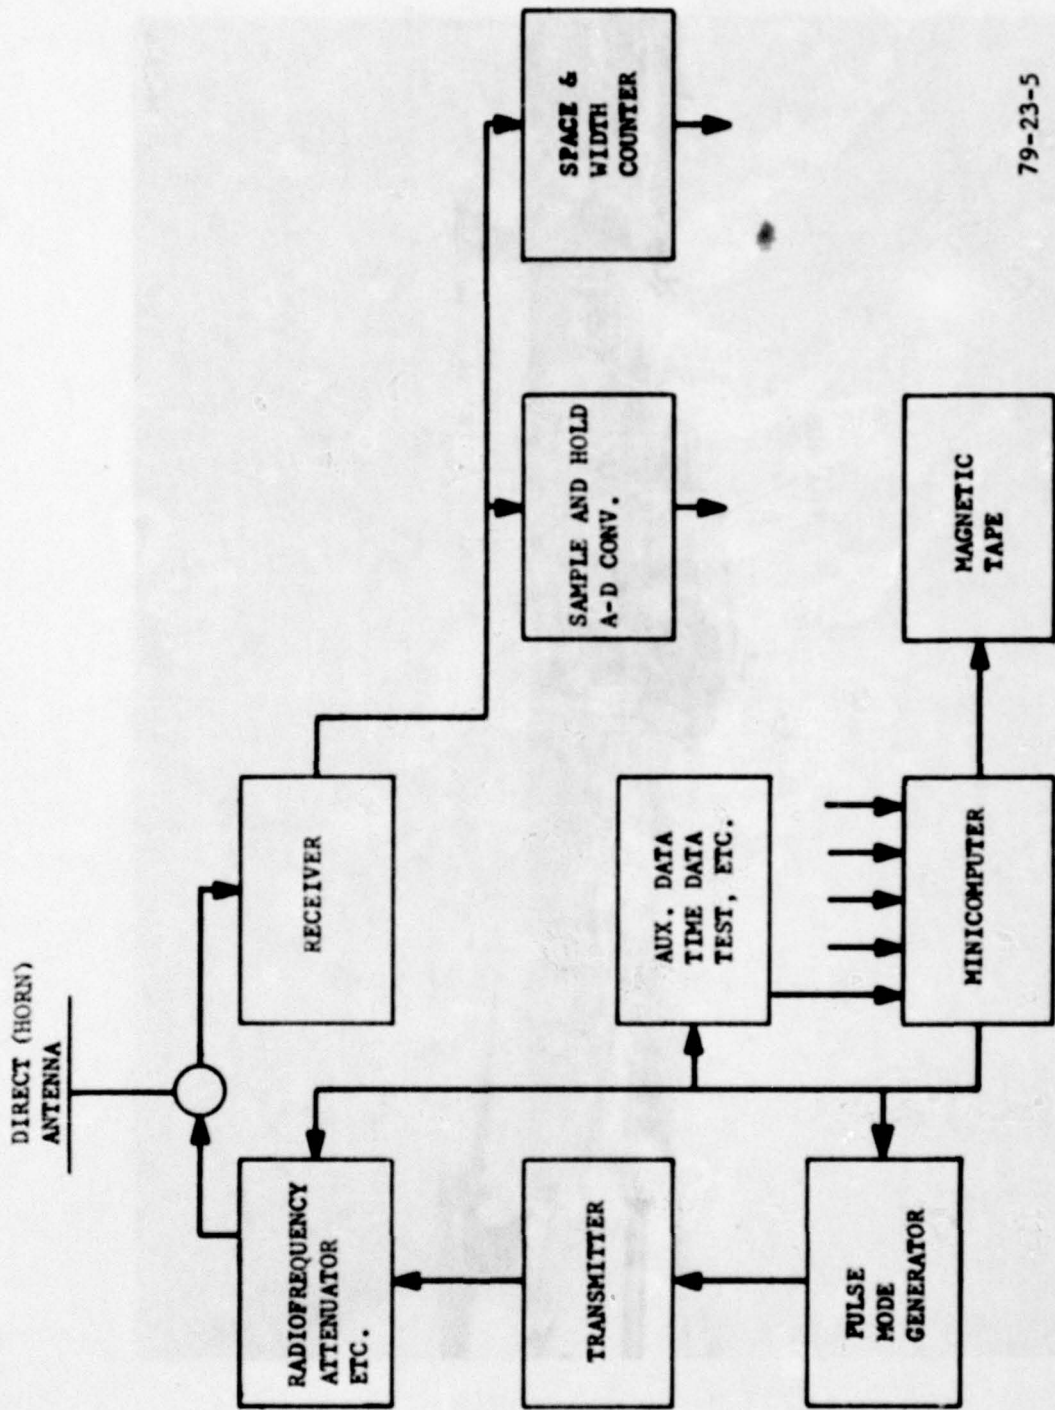 DIRECT (HORN)
ANTENNA
RADIOFREQUENCY
ATTENUATOR
ETC.
RECEIVER
TRANSMITTER
AUX. DATA
TIME DATA
TEST, ETC.
SAMPLE AND HOLD
A-D CONV.
SPACE &
WIDTH
COUNTER
PULSE
MODE
GENERATOR
MINICOMPUTER
MAGNETIC
TAPE
79-23-5